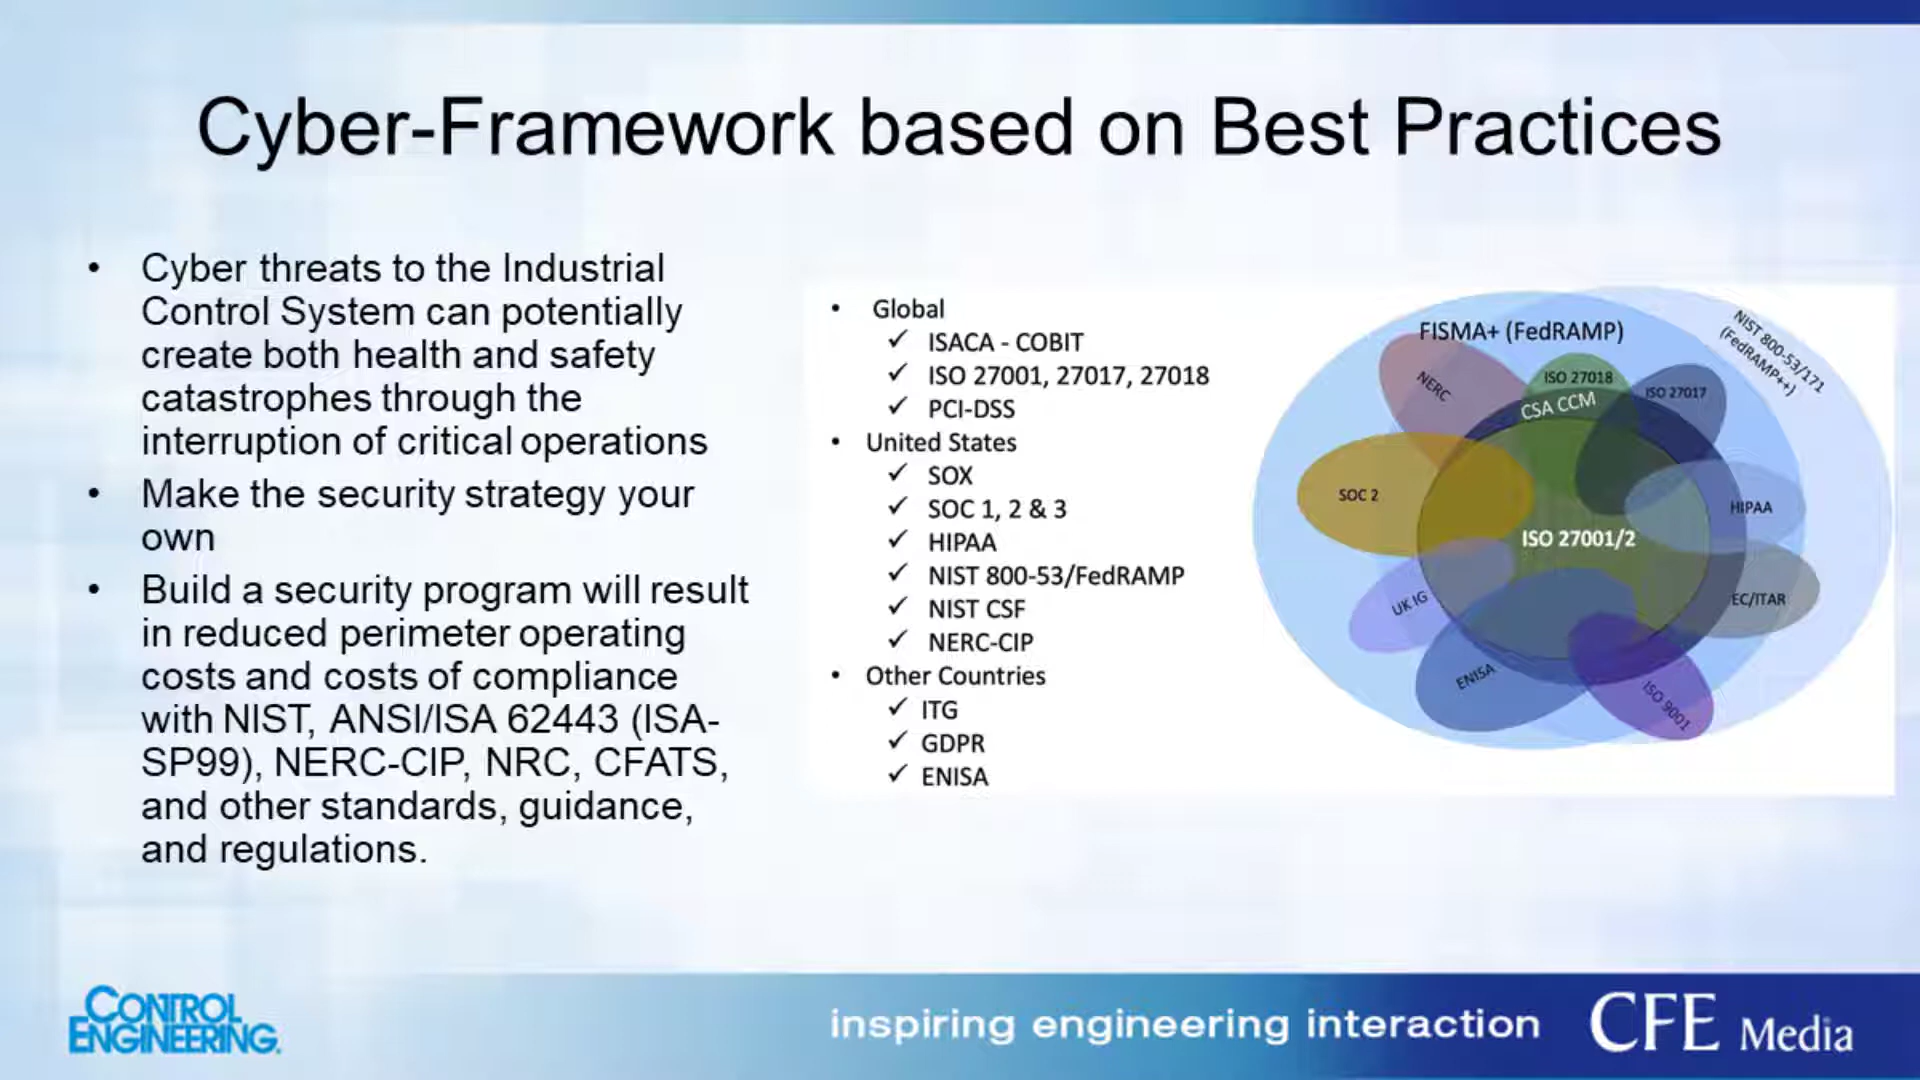 Cyber-Framework based on Best Practices
• Cyber threats to the Industrial
Control System can potentially
create both health and safety
catastrophes through the
interruption of critical operations
• Make the security strategy your
own
• Build a security program will result
in reduced perimeter operating
costs and costs of compliance
with NIST, ANSI/ISA 62443 (ISA-
SP99), NERC-CIP, NRC, CFATS,
and other standards, guidance,
and regulations.
• Global
✓ ISACA - COBIT
✓ ISO 27001, 27017, 27018
✓ PCI-DSS
• United States
✓ SOX
✓ SOC 1, 2 & 3
✓ HIPAA
✓ NIST 800-53/FedRAMP
✓ NIST CSF
✓ NERC-CIP
• Other Countries
✓ ITG
✓ GDPR
✓ ENISA
FISMA+ (FedRAMP)
NIST 800-53/171
(FedRAMP++)
NERC
ISO 27018
CSA CCM
ISO 27017
SOC 2
HIPAA
ISO 27001/2
UK IG
EC/ITAR
ENISA
ISO 9001
CONTROL
ENGINEERING.
inspiring engineering interaction
CFE Media